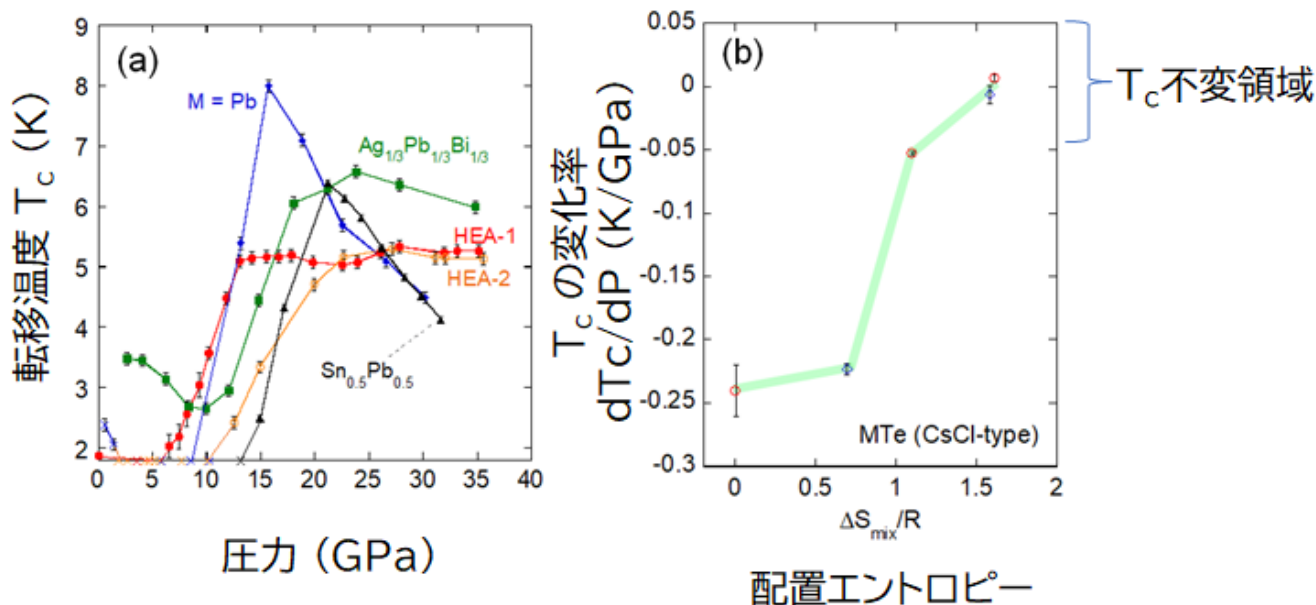 (a)
M = Pb
Ag1/3Pb1/3Bi1/3
HEA-1
HEA-2
Sn0.5Pb0.5
転移温度 TC (K)
9
8
7
6
5
4
3
2
0 5 10 15 20 25 30 35 40
圧力 (GPa)
(b)
TC の変化率
dTc/dP (K/GPa)
0.05
0
-0.05
-0.1
-0.15
-0.2
-0.25
-0.3
MTe (CsCl-type)
0 0.5 1 1.5 2
ΔSmix/R
配置エントロピー
TC不変領域